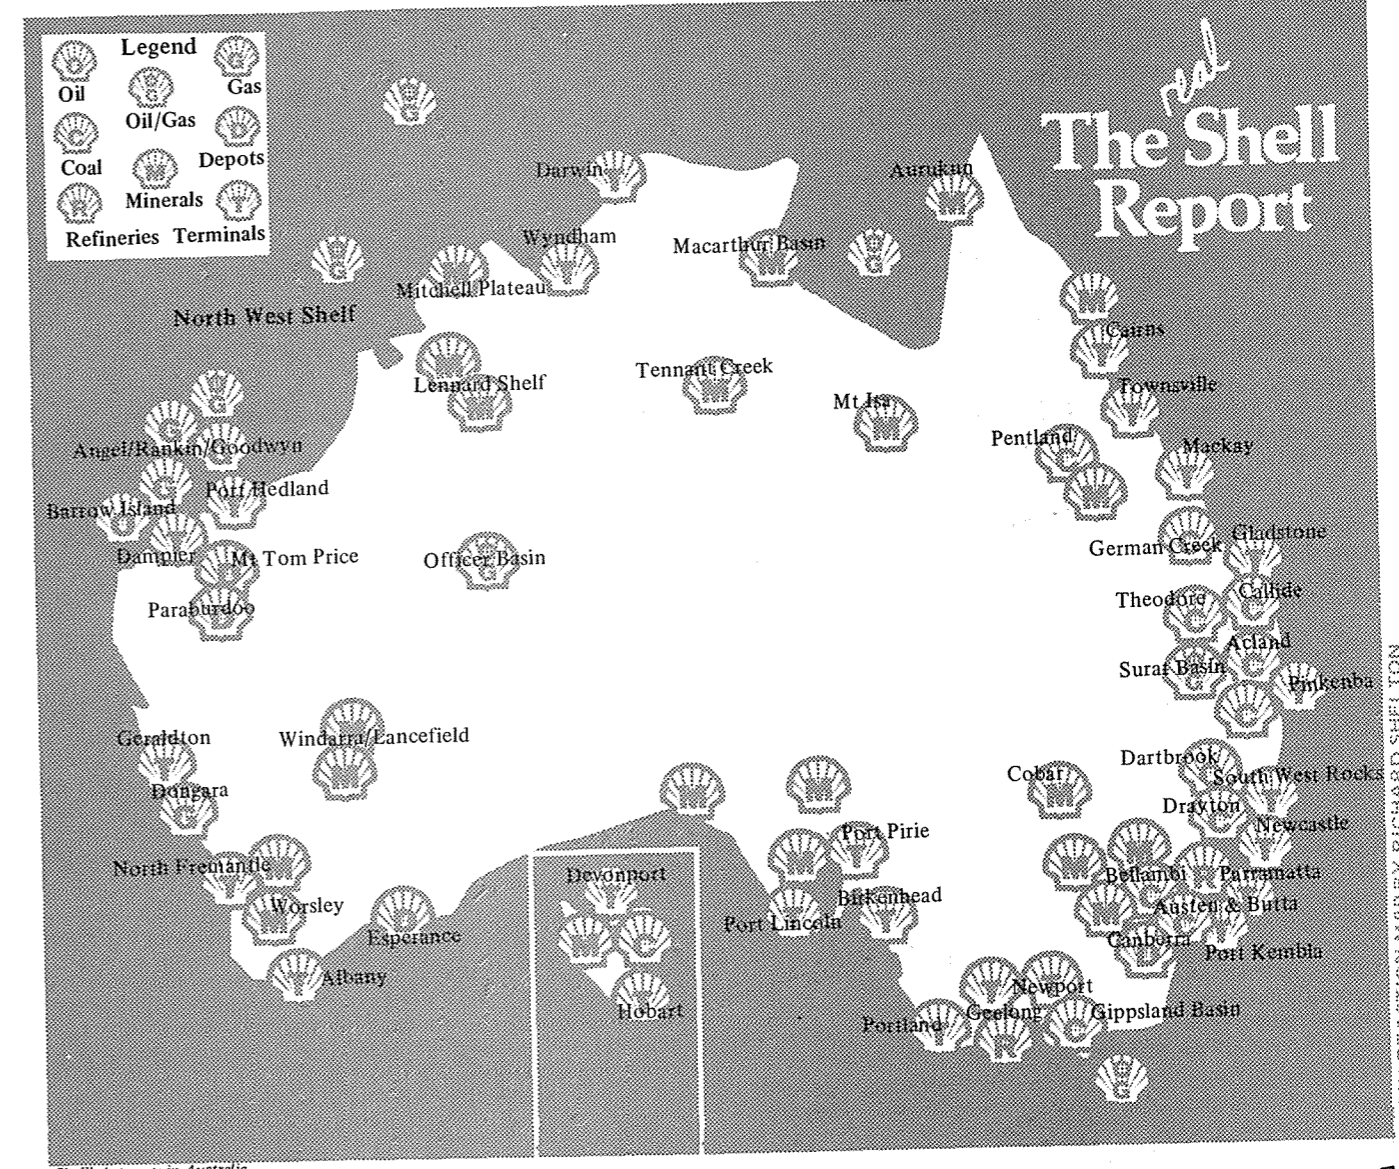 Legend
Oil
Gas
Oil/Gas
Coal
Depots
Minerals
Refineries Terminals
real
The Shell
Report
Darwin
Aurukun
Wyndham
Macarthur Basin
Mitchell Plateau
North West Shelf
Cairns
Lennard Shelf
Tennant Creek
Townsville
Mt Isa
Pentland
Mackay
Angel/Rankin/Goodwyn
Port Hedland
Barrow Island
Dampier
Mt Tom Price
Officer Basin
German Creek
Gladstone
Paraburdoo
Theodore
Callide
Acland
Surat Basin
Pinkenba
Geraldton
Windarra/Lancefield
Dartbrook
Cobar
South West Rocks
Dongara
Drayton
Newcastle
Port Pirie
North Fremantle
Devonport
Bellambi
Parramatta
Worsley
Birkenhead
Austen & Butta
Esperance
Port Lincoln
Canberra
Port Kembla
Albany
Newport
Hobart
Portland
Geelong
Gippsland Basin